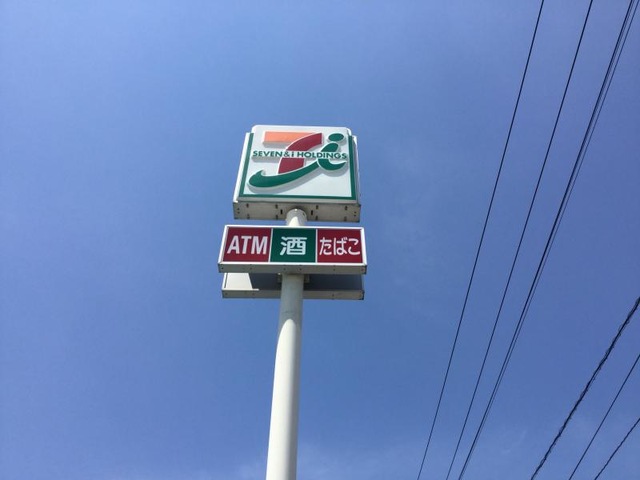 SEVEN & i HOLDINGS
ATM 酒 たばこ